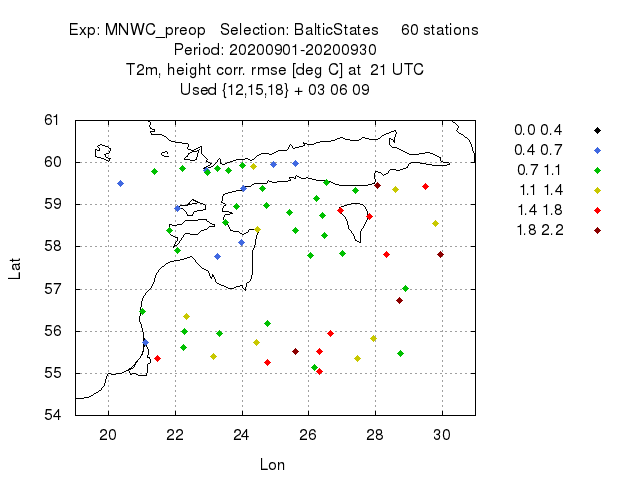 Exp: MNWC_preop Selection: BalticStates 60 stations
Period: 20200901-20200930
T2m, height corr. rmse [deg C] at 21 UTC
Used {12,15,18} + 03 06 09
61
60
59
58
57
56
55
54
Lat
20 22 24 26 28 30
Lon
0.0 0.4
0.4 0.7
0.7 1.1
1.1 1.4
1.4 1.8
1.8 2.2